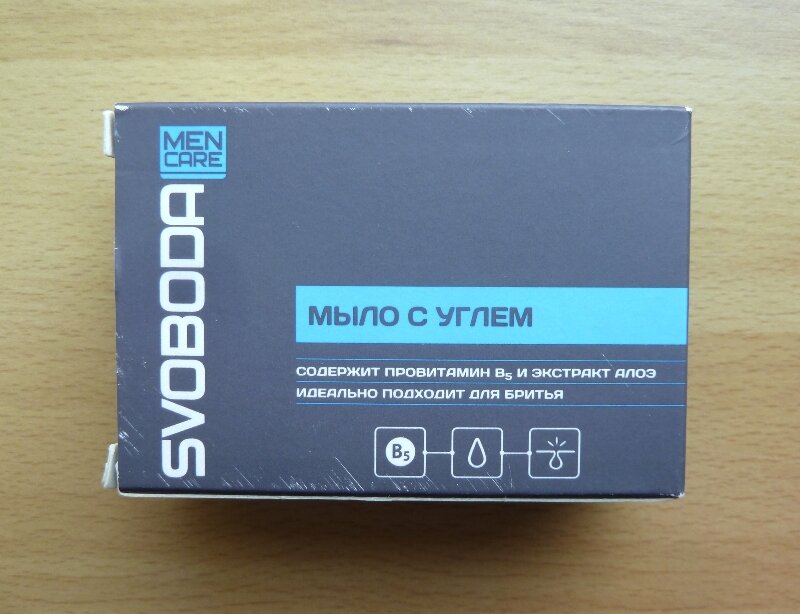 MEN
CARE
SVOBODA
МЫЛО С УГЛЕМ
СОДЕРЖИТ ПРОВИТАМИН B₅ И ЭКСТРАКТ АЛОЭ
ИДЕАЛЬНО ПОДХОДИТ ДЛЯ БРИТЬЯ
B₅